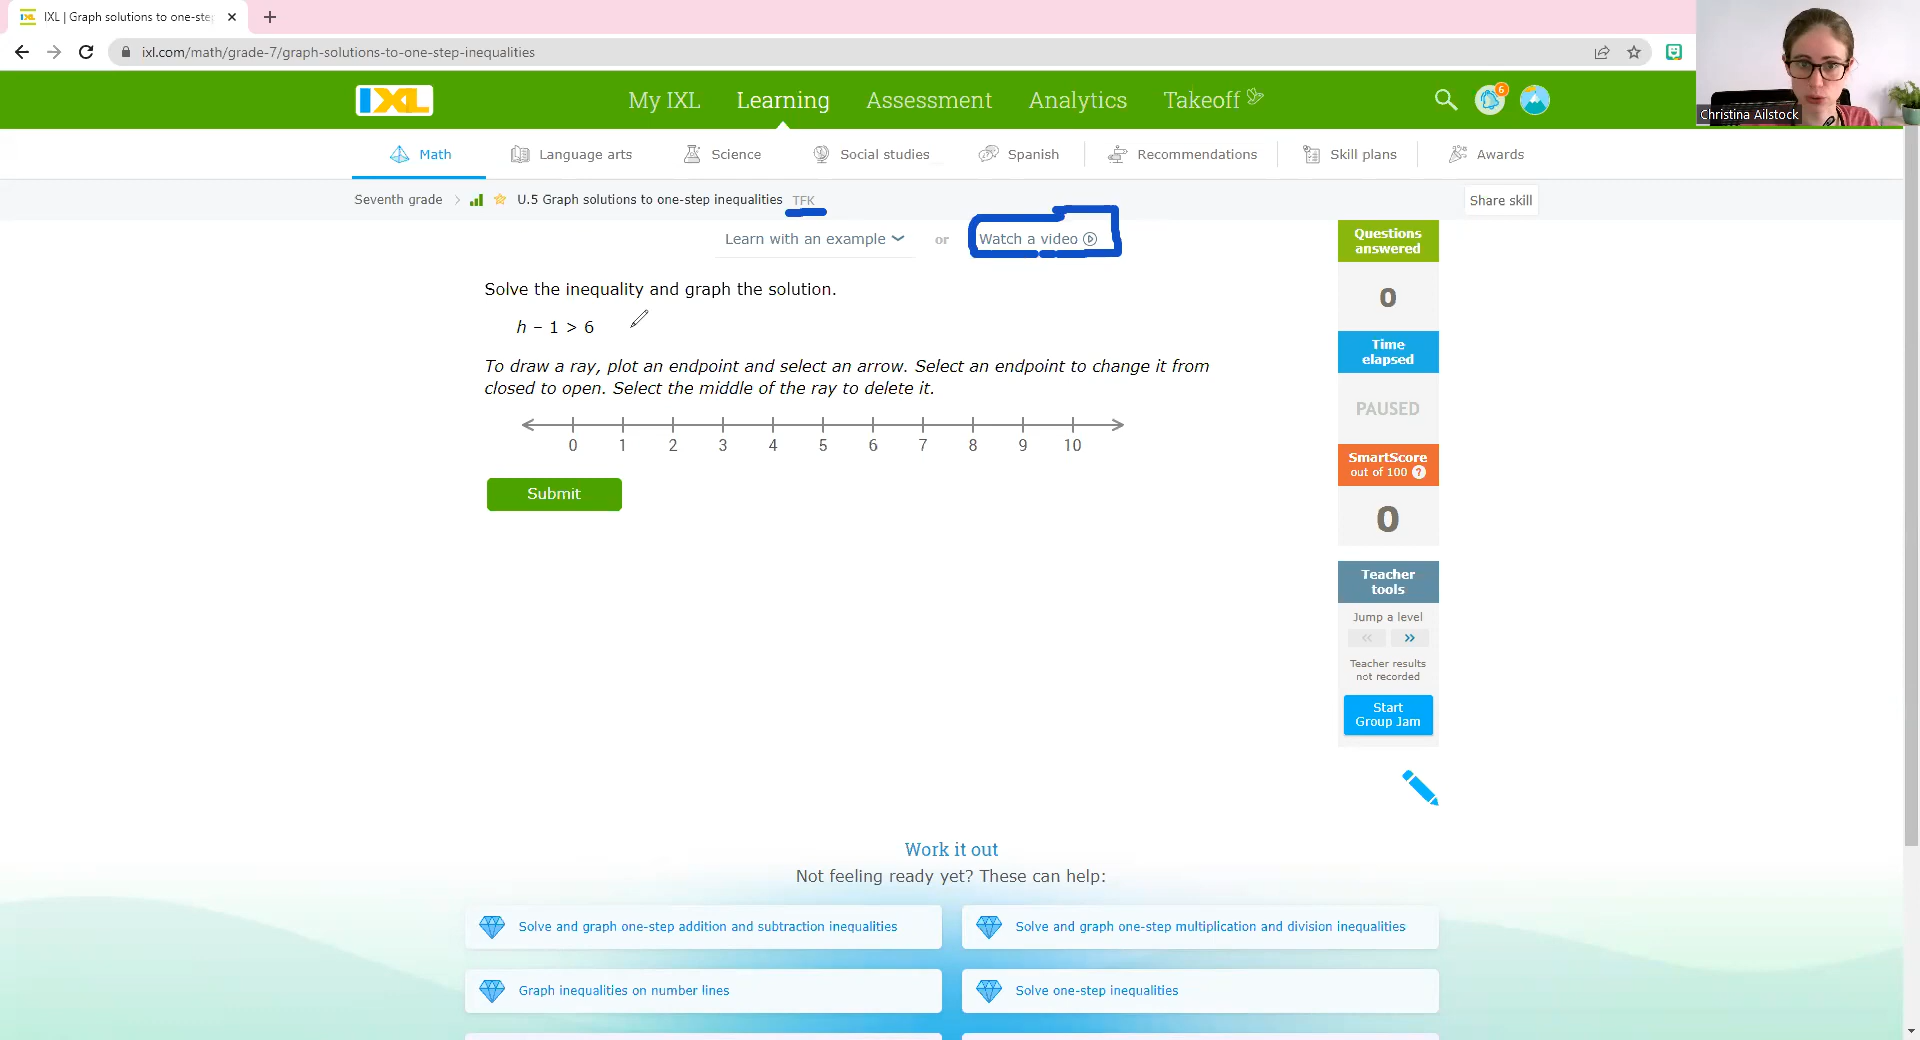 IXL | Graph solutions to one-ste
ixl.com/math/grade-7/graph-solutions-to-one-step-inequalities
IXL
My IXL
Learning
Assessment
Analytics
Takeoff
6
Christina Ailstock
Math
Language arts
Science
Social studies
Spanish
Recommendations
Skill plans
Awards
Seventh grade
U.5 Graph solutions to one-step inequalities TFK
Share skill
Learn with an example or Watch a video
Solve the inequality and graph the solution.
h − 1 > 6
To draw a ray, plot an endpoint and select an arrow. Select an endpoint to change it from
closed to open. Select the middle of the ray to delete it.
0 1 2 3 4 5 6 7 8 9 10
Submit
Questions
answered
0
Time
elapsed
PAUSED
SmartScore
out of 100 ?
0
Teacher
tools
Jump a level
Teacher results
not recorded
Start
Group Jam
Work it out
Not feeling ready yet? These can help:
Solve and graph one-step addition and subtraction inequalities
Solve and graph one-step multiplication and division inequalities
Graph inequalities on number lines
Solve one-step inequalities